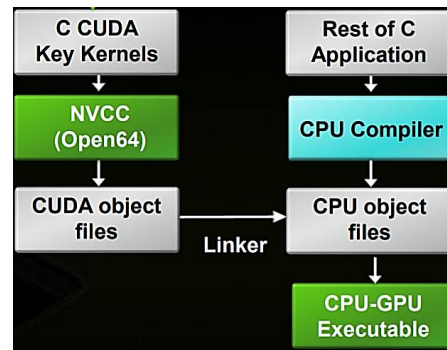 C CUDA
Key Kernels
Rest of C
Application
NVCC
(Open64)
CPU Compiler
CUDA object
files
Linker
CPU object
files
CPU-GPU
Executable